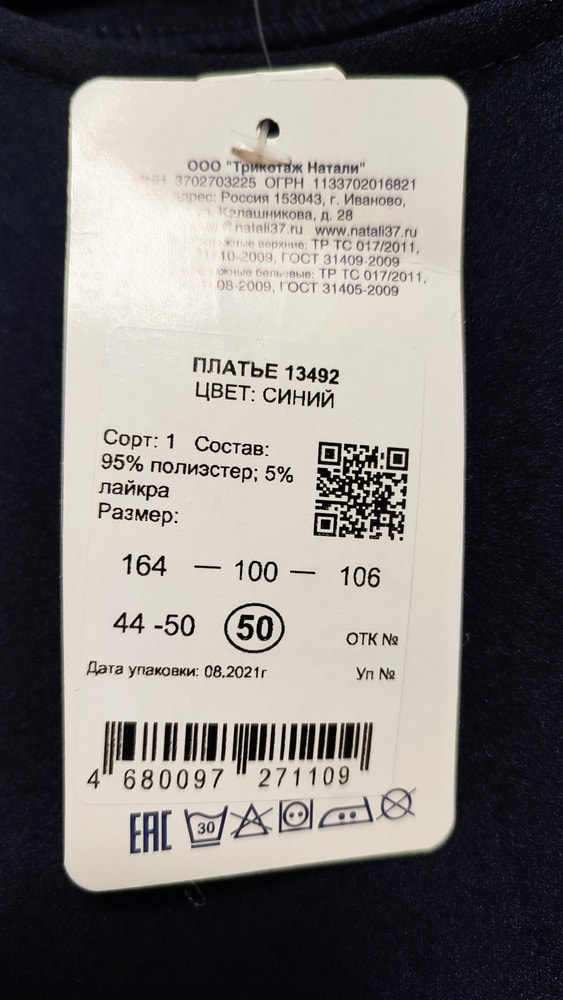 ООО "Трикотаж Натали"
3702703225 ОГРН 1133702016821
Россия 153043, г. Иваново,
Калашникова, д. 28
natali37.ru www.natali37.ru
верхние: ТР ТС 017/2011,
ГОСТ 31409-2009
бельевые: ТР ТС 017/2011,
ГОСТ 31405-2009
ПЛАТЬЕ 13492
ЦВЕТ: СИНИЙ
Сорт: 1 Состав:
95% полиэстер; 5%
лайкра
Размер:
164 — 100 — 106
44 -50 50 ОТК №
Дата упаковки: 08.2021г Уп №
4 680097 271109
ЕАС 30